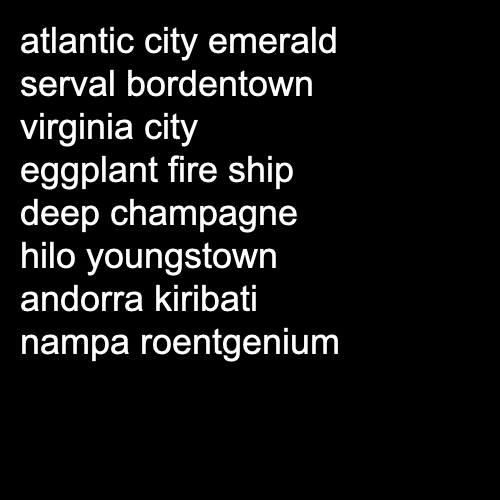 atlantic city emerald
serval bordentown
virginia city
eggplant fire ship
deep champagne
hilo youngstown
andorra kiribati
nampa roentgenium